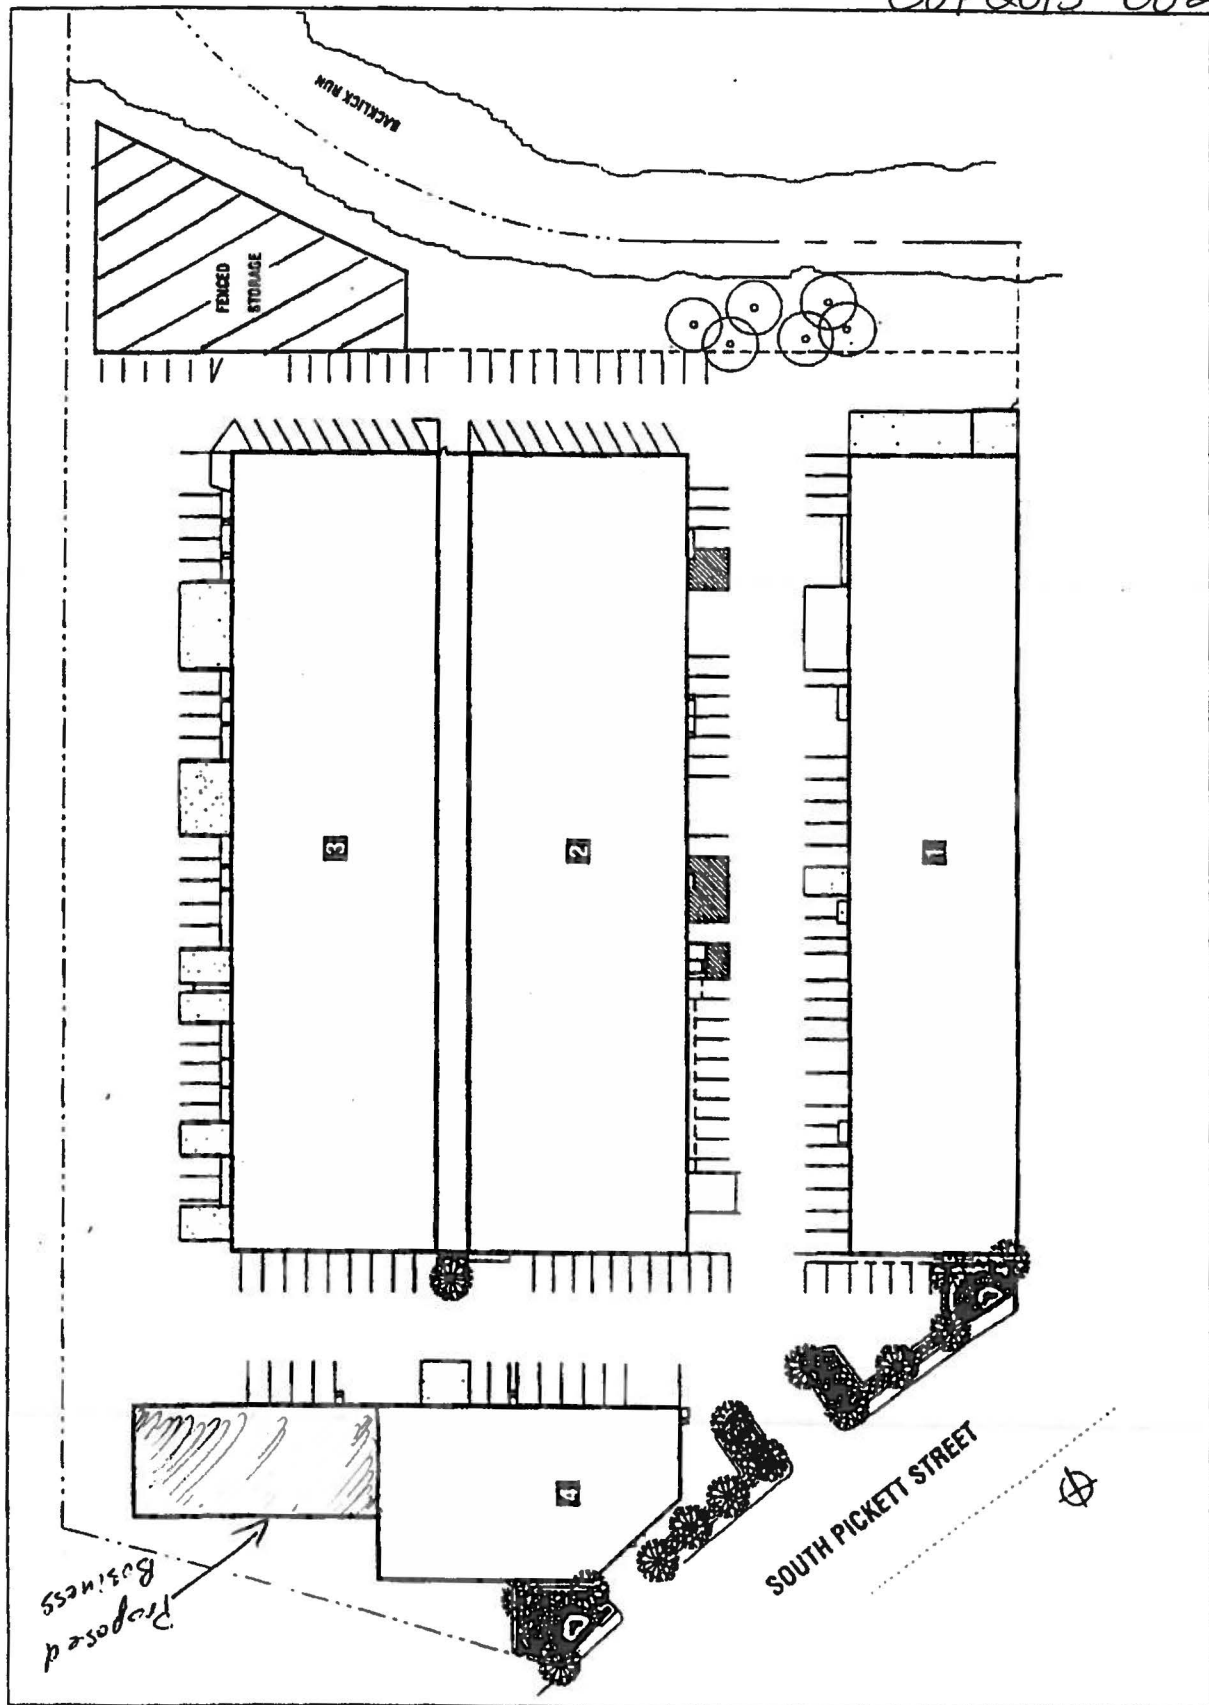 BACKLICK RUN
FENCED
STORAGE
3
2
1
4
SOUTH PICKETT STREET
Proposed
Business